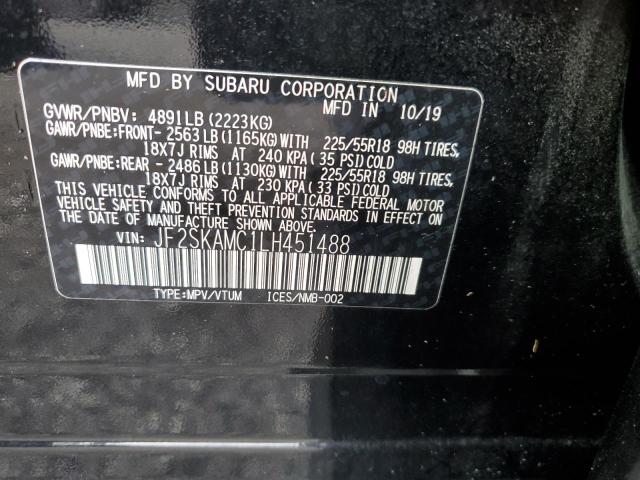 MFD BY SUBARU CORPORATION
MFD IN 10/19
GVWR/PNBV: 4891LB (2223KG)
GAWR/PNBE:FRONT- 2563 LB (1165KG) WITH 225/55R18 98H TIRES,
18X7J RIMS AT 240 KPA (35 PSI) COLD
GAWR/PNBE:REAR - 2486 LB (1130KG) WITH 225/55R18 98H TIRES,
18X7J RIMS AT 230 KPA (33 PSI) COLD
THIS VEHICLE CONFORMS TO ALL APPLICABLE FEDERAL MOTOR
VEHICLE SAFETY AND THEFT PREVENTION STANDARDS IN EFFECT
ON THE DATE OF MANUFACTURE SHOWN ABOVE.
VIN: JF2SKAMC1LH451488
TYPE:MPV/VTUM ICES/NMB-002